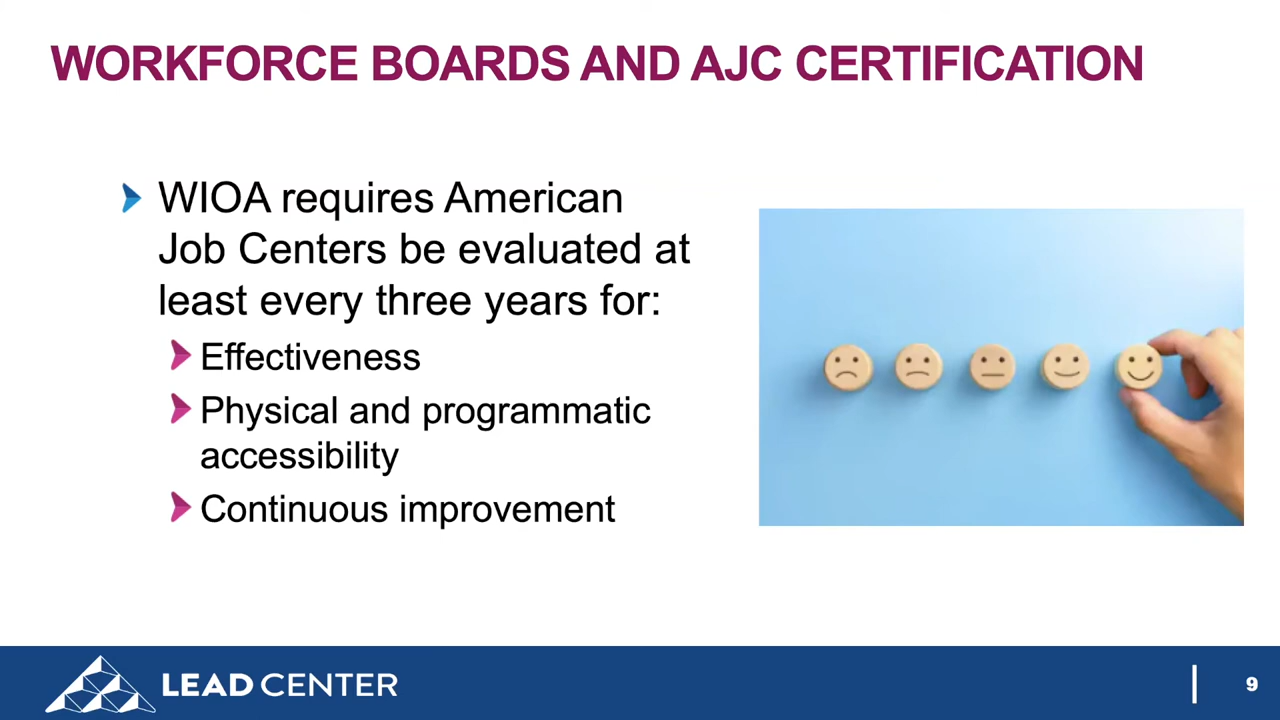 WORKFORCE BOARDS AND AJC CERTIFICATION
WIOA requires American
Job Centers be evaluated at
least every three years for:
Effectiveness
Physical and programmatic
accessibility
Continuous improvement
LEAD CENTER
9